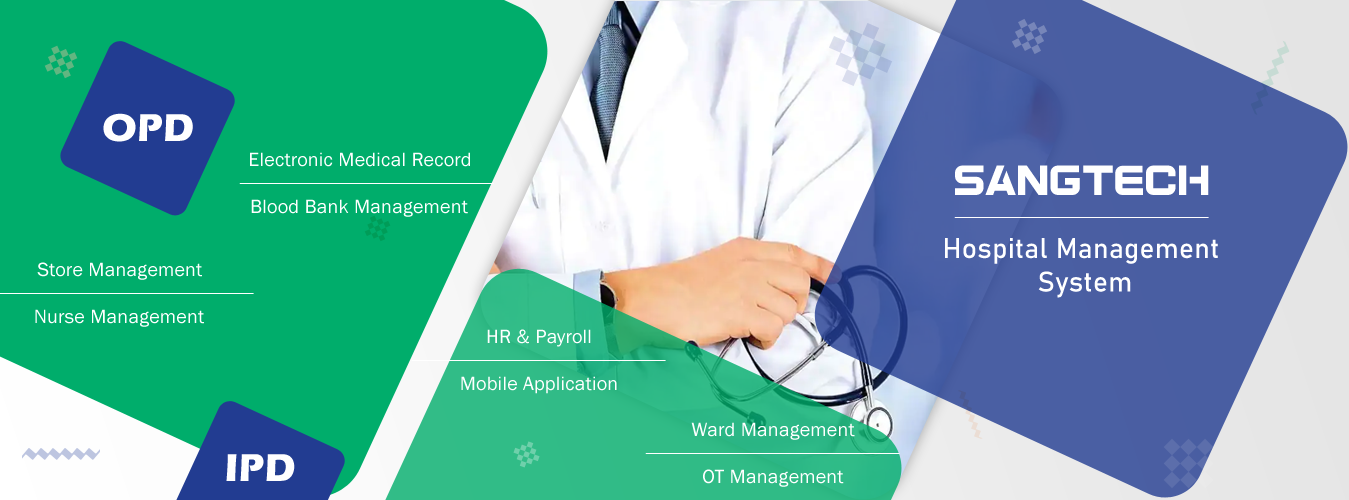 OPD
Electronic Medical Record
Blood Bank Management
Store Management
Nurse Management
IPD
HR & Payroll
Mobile Application
Ward Management
OT Management
SANGTECH
Hospital Management
System